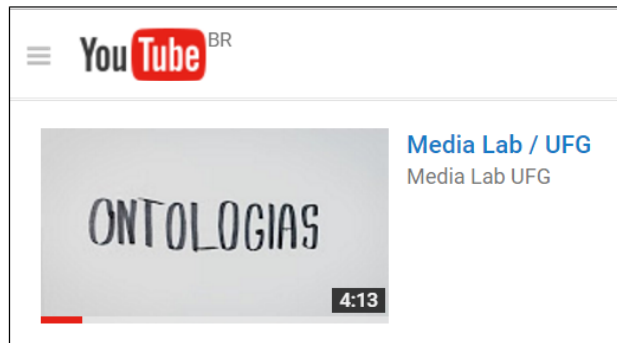 YouTube BR
Media Lab / UFG
Media Lab UFG
ONTOLOGIAS
4:13